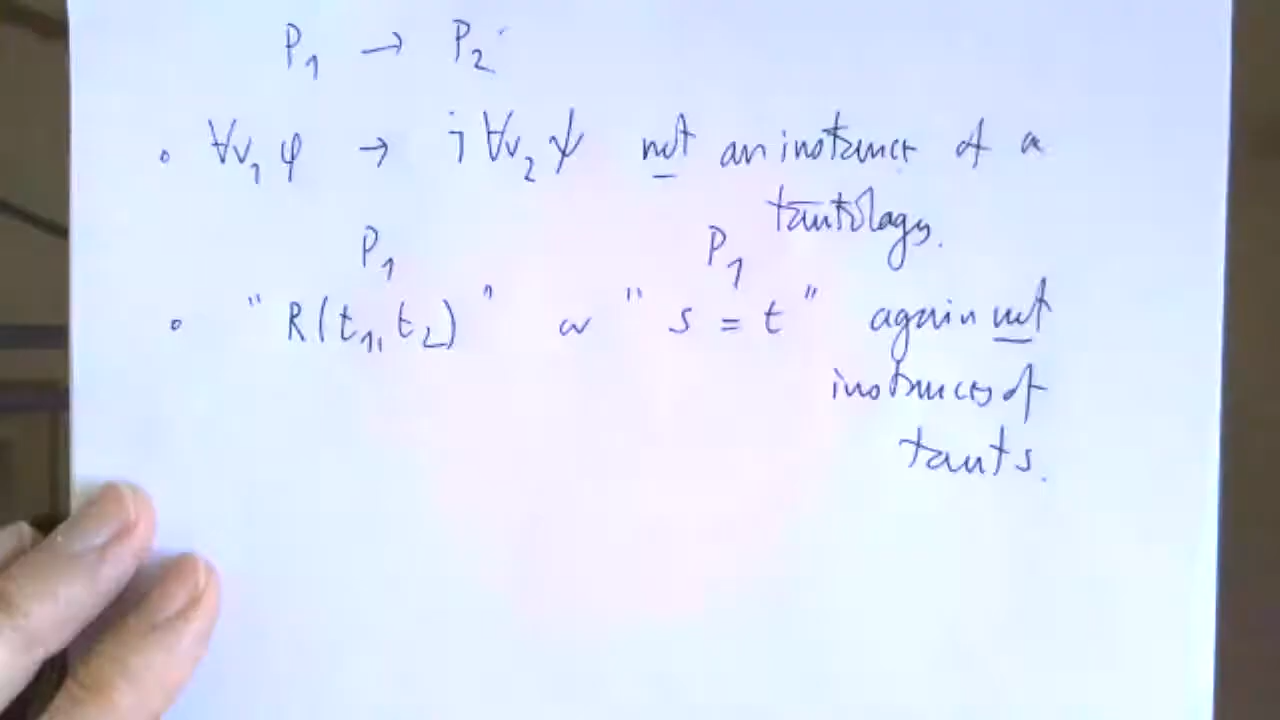 P₁ → P₂
• ∀v₁ φ → ¬∀v₂ ψ not an instance of a
tautology.
P₁ P₁
• "R(t₁, t₂)" or "s = t" again not
instances of
tauts.